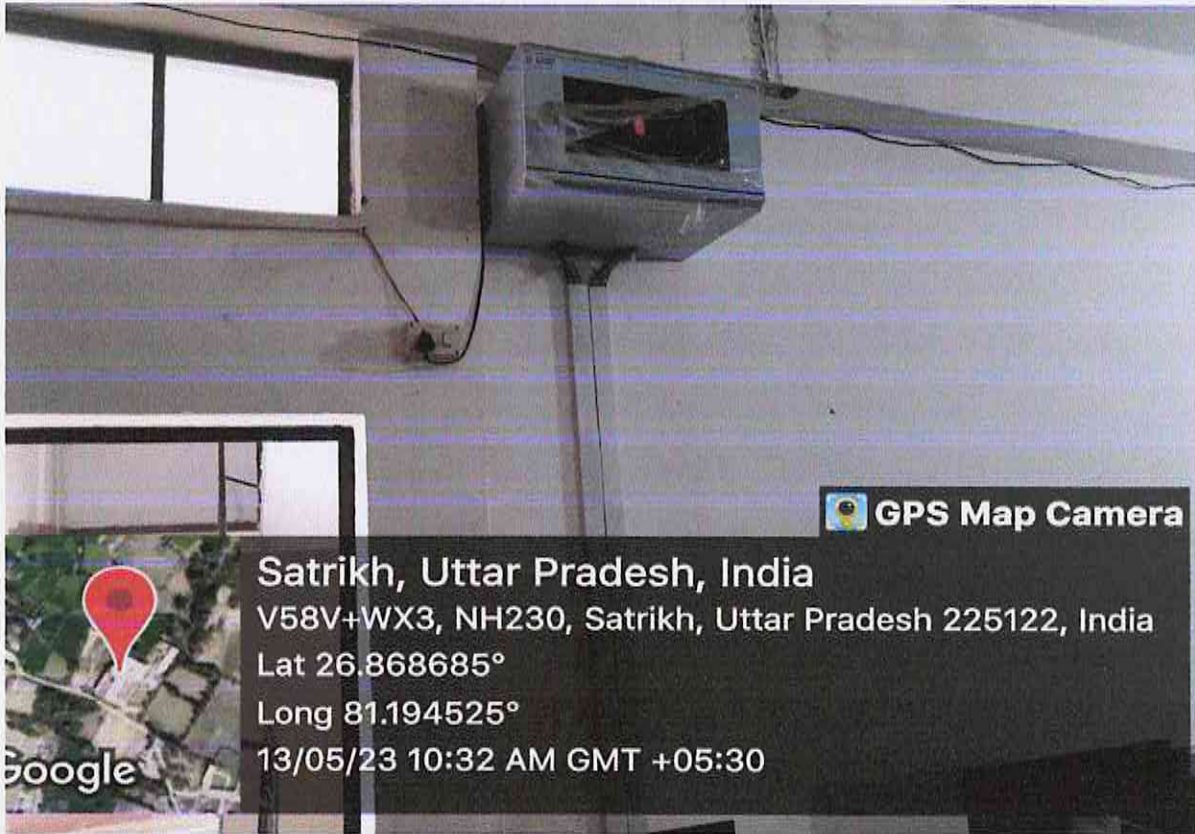 GPS Map Camera
Satrikh, Uttar Pradesh, India
V58V+WX3, NH230, Satrikh, Uttar Pradesh 225122, India
Lat 26.868685°
Long 81.194525°
13/05/23 10:32 AM GMT +05:30
Google